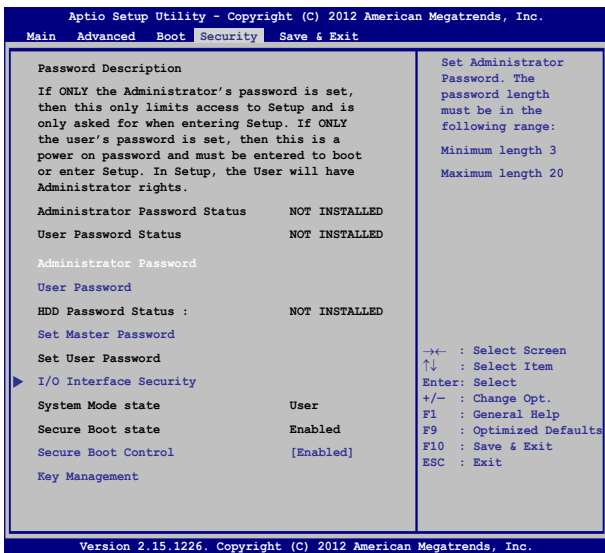 Aptio Setup Utility - Copyright (C) 2012 American Megatrends, Inc.
Main Advanced Boot Security Save & Exit
Password Description
If ONLY the Administrator's password is set,
then this only limits access to Setup and is
only asked for when entering Setup. If ONLY
the user's password is set, then this is a
power on password and must be entered to boot
or enter Setup. In Setup, the User will have
Administrator rights.
Administrator Password Status NOT INSTALLED
User Password Status NOT INSTALLED
Administrator Password
User Password
HDD Password Status : NOT INSTALLED
Set Master Password
Set User Password
I/O Interface Security
System Mode state User
Secure Boot state Enabled
Secure Boot Control [Enabled]
Key Management
Set Administrator
Password. The
password length
must be in the
following range:
Minimum length 3
Maximum length 20
→← : Select Screen
↑↓ : Select Item
Enter: Select
+/— : Change Opt.
F1 : General Help
F9 : Optimized Defaults
F10 : Save & Exit
ESC : Exit
Version 2.15.1226. Copyright (C) 2012 American Megatrends, Inc.